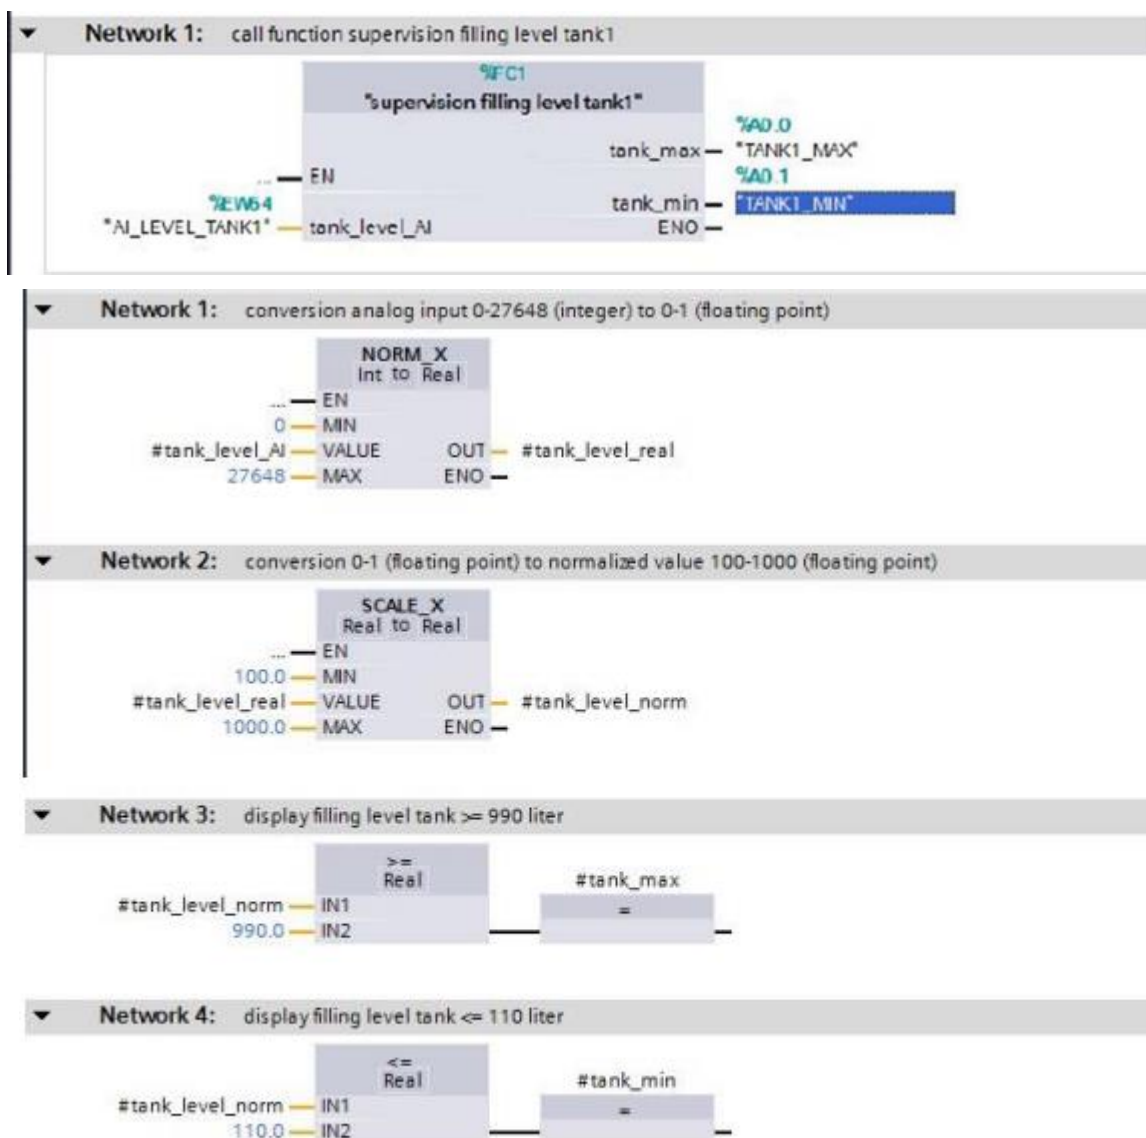 Network 1: call function supervision filling level tank1
%FC1
"supervision filling level tank1"
%A0.0
tank_max "TANK1_MAX"
... EN
%A0.1
%EW64
tank_min "TANK1_MIN"
"AI_LEVEL_TANK1" tank_level_AI ENO
Network 1: conversion analog input 0-27648 (integer) to 0-1 (floating point)
NORM_X
Int to Real
... EN
0 MIN
#tank_level_AI VALUE OUT #tank_level_real
27648 MAX ENO
Network 2: conversion 0-1 (floating point) to normalized value 100-1000 (floating point)
SCALE_X
Real to Real
... EN
100.0 MIN
#tank_level_real VALUE OUT #tank_level_norm
1000.0 MAX ENO
Network 3: display filling level tank >= 990 liter
>=
Real #tank_max
#tank_level_norm IN1 =
990.0 IN2
Network 4: display filling level tank <= 110 liter
<=
Real #tank_min
#tank_level_norm IN1 =
110.0 IN2